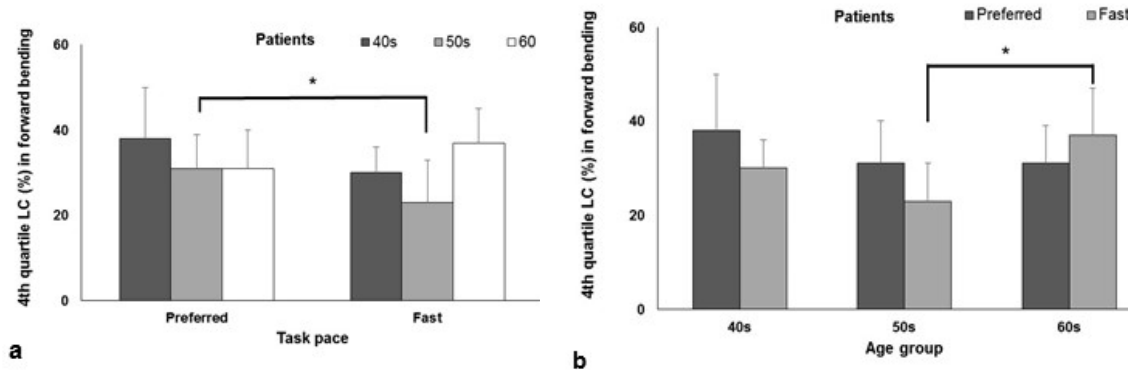 Patients ■ 40s ■ 50s □ 60
4th quartile LC (%) in forward bending
60
40
20
0
*
Preferred Fast
Task pace
a
Patients ■ Preferred ■ Fast
4th quartile LC (%) in forward bending
60
40
20
0
*
40s 50s 60s
Age group
b